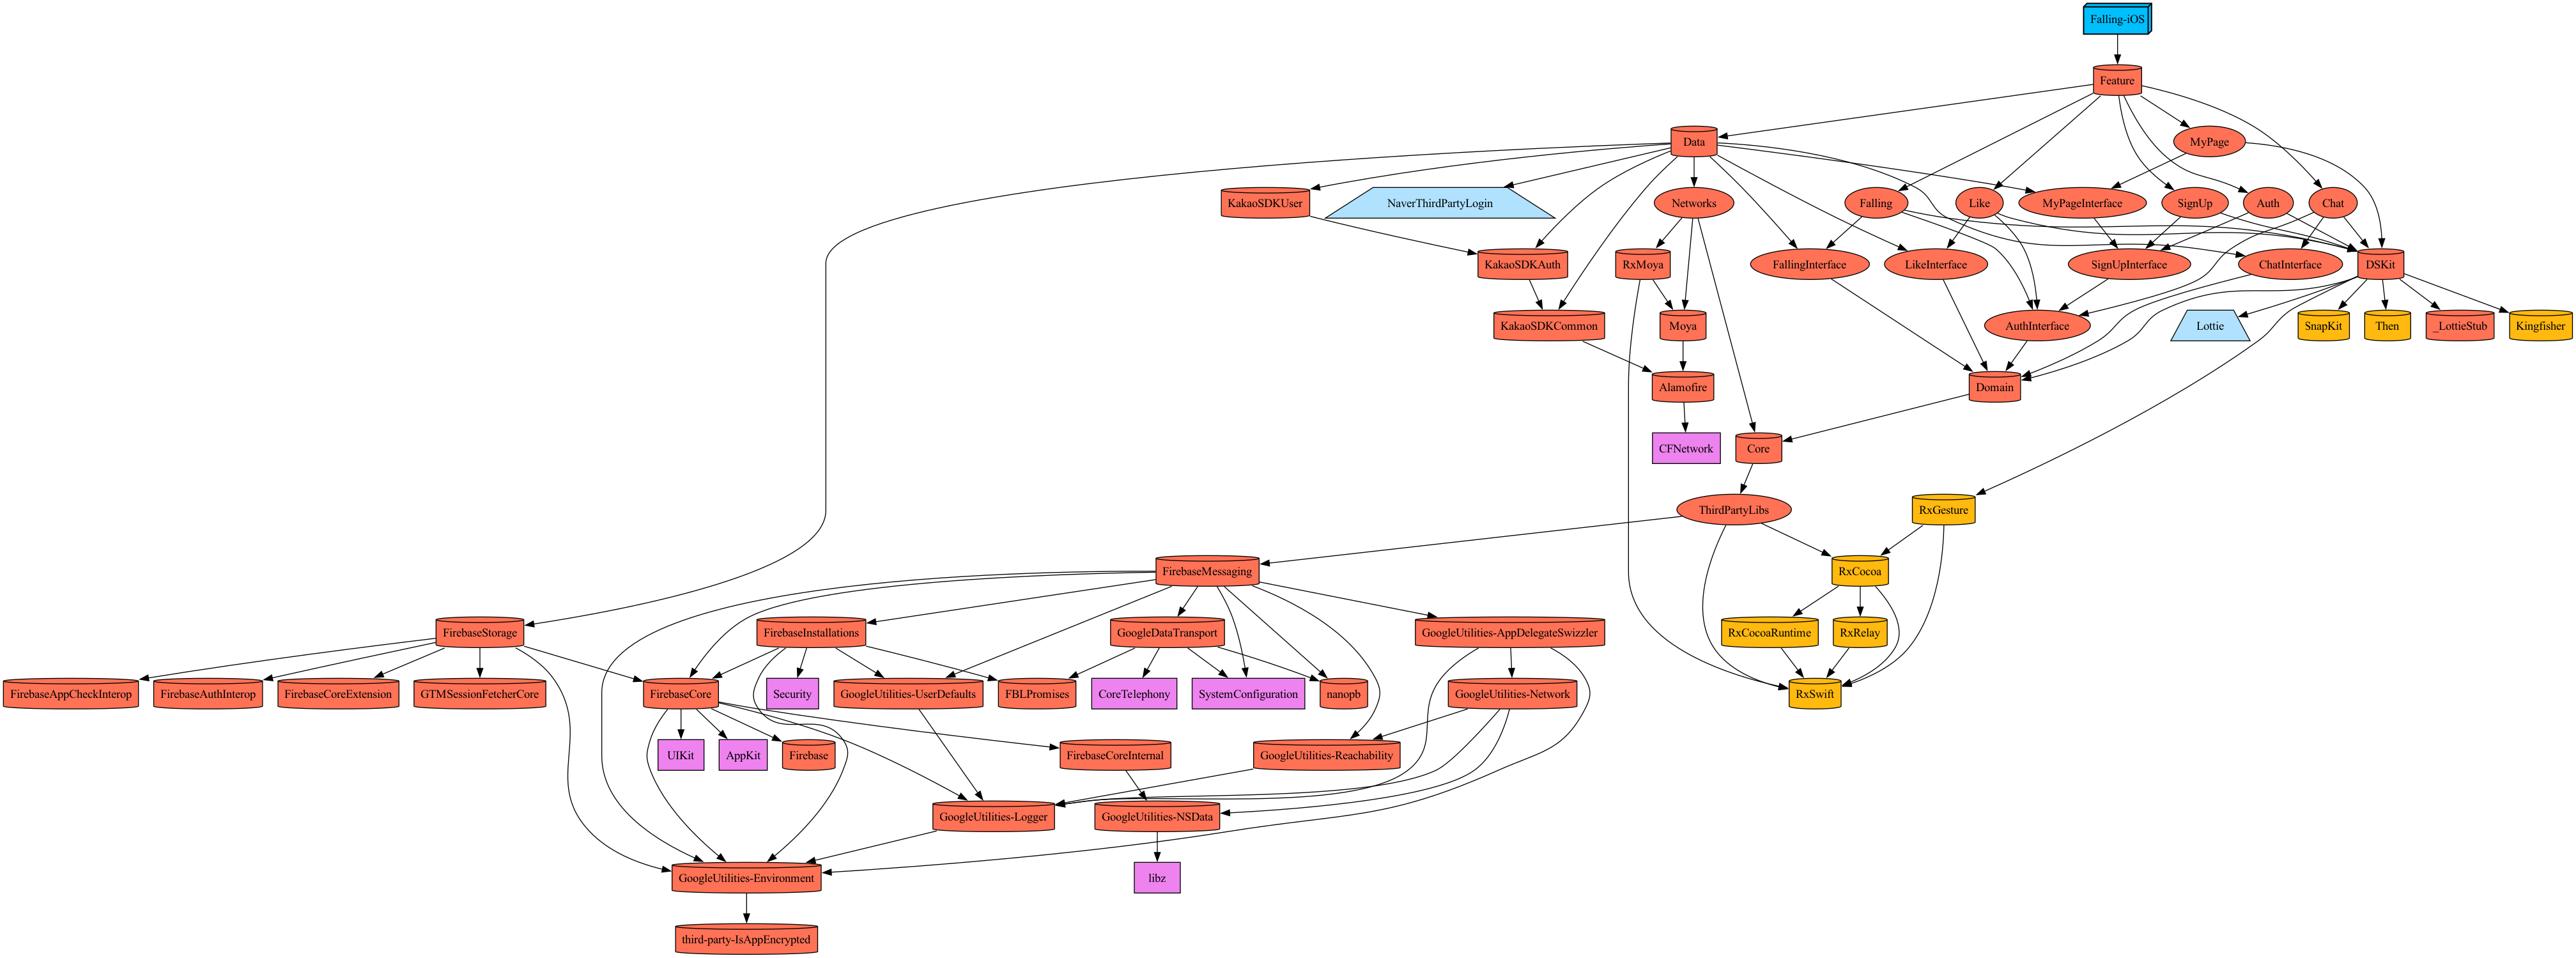 Falling-iOS
Feature
Data
MyPage
KakaoSDKUser
NaverThirdPartyLogin
Networks
Falling
Like
MyPageInterface
SignUp
Auth
Chat
KakaoSDKAuth
RxMoya
FallingInterface
LikeInterface
SignUpInterface
ChatInterface
DSKit
KakaoSDKCommon
Moya
AuthInterface
Lottie
SnapKit
Then
_LottieStub
Kingfisher
Alamofire
Domain
CFNetwork
Core
ThirdPartyLibs
RxGesture
FirebaseMessaging
RxCocoa
FirebaseStorage
FirebaseInstallations
GoogleDataTransport
GoogleUtilities-AppDelegateSwizzler
RxCocoaRuntime
RxRelay
FirebaseAppCheckInterop
FirebaseAuthInterop
FirebaseCoreExtension
GTMSessionFetcherCore
FirebaseCore
Security
GoogleUtilities-UserDefaults
FBLPromises
CoreTelephony
SystemConfiguration
nanopb
GoogleUtilities-Network
RxSwift
UIKit
AppKit
Firebase
FirebaseCoreInternal
GoogleUtilities-Reachability
GoogleUtilities-Logger
GoogleUtilities-NSData
GoogleUtilities-Environment
libz
third-party-IsAppEncrypted